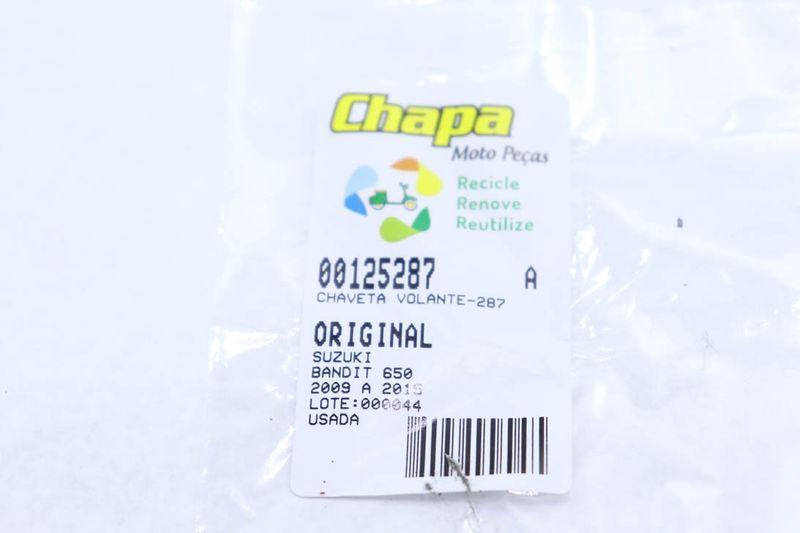 Chapa
Moto Peças
Recicle
Renove
Reutilize
00125287 A
CHAVETA VOLANTE-287
ORIGINAL
SUZUKI
BANDIT 650
2009 A 2015
LOTE:000044
USADA